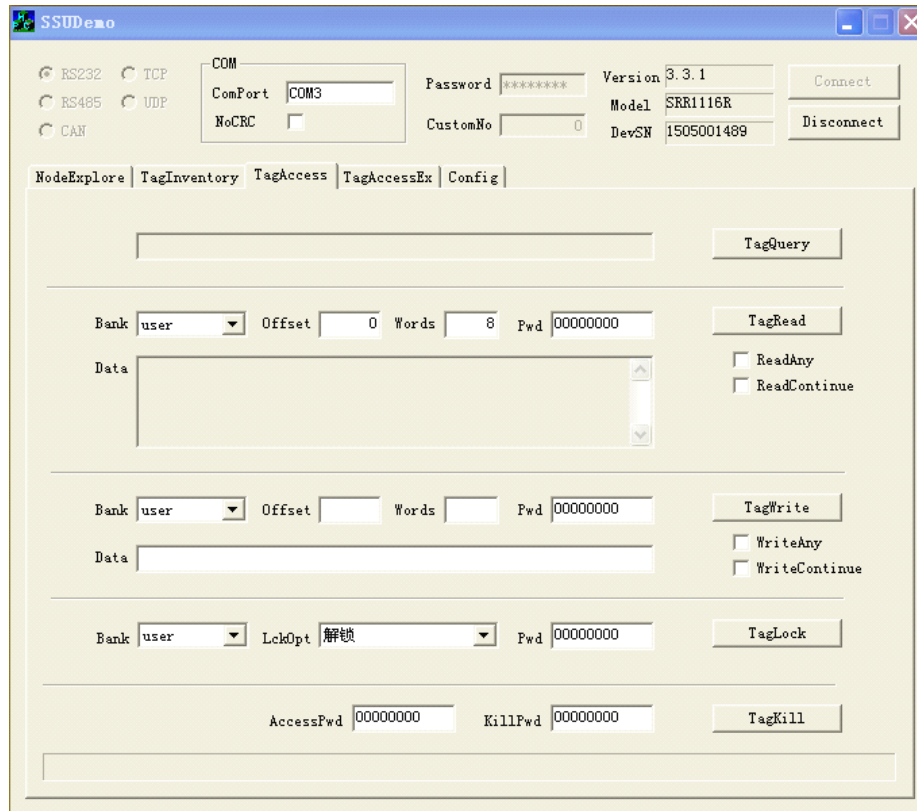 SSUDemo
RS232 TCP
RS485 UDP
CAN
COM
ComPort COM3
NoCRC
Password ********
CustomNo 0
Version 3.3.1
Model SRR1116R
DevSN 1505001489
Connect
Disconnect
NodeExplore TagInventory TagAccess TagAccessEx Config
TagQuery
Bank user Offset 0 Words 8 Pwd 00000000 TagRead
Data
ReadAny
ReadContinue
Bank user Offset Words Pwd 00000000 TagWrite
Data
WriteAny
WriteContinue
Bank user LckOpt 解锁 Pwd 00000000 TagLock
AccessPwd 00000000 KillPwd 00000000 TagKill